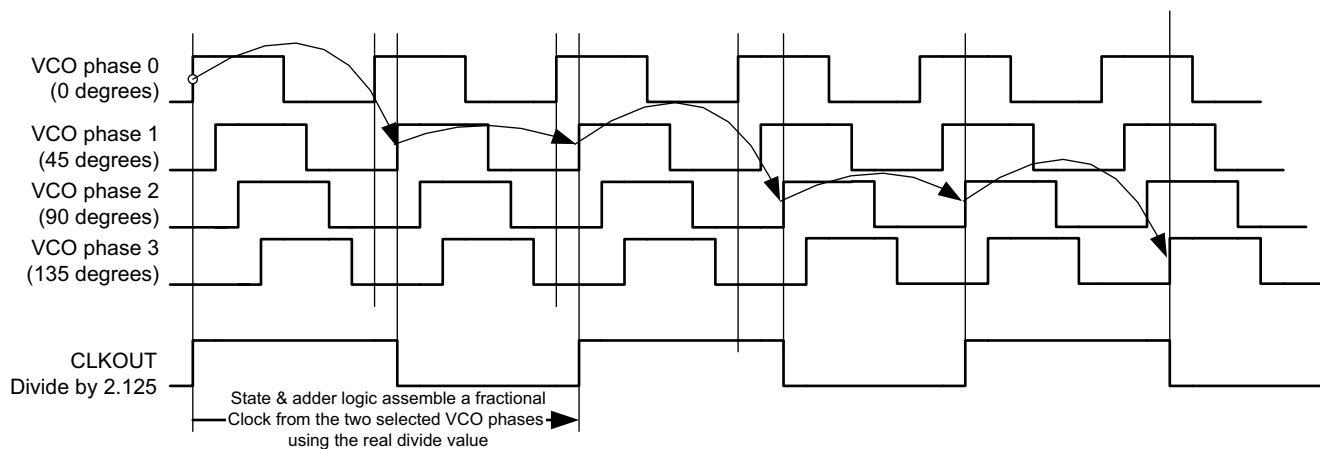 VCO phase 0
(0 degrees)
VCO phase 1
(45 degrees)
VCO phase 2
(90 degrees)
VCO phase 3
(135 degrees)
CLKOUT
Divide by 2.125
State & adder logic assemble a fractional
Clock from the two selected VCO phases
using the real divide value